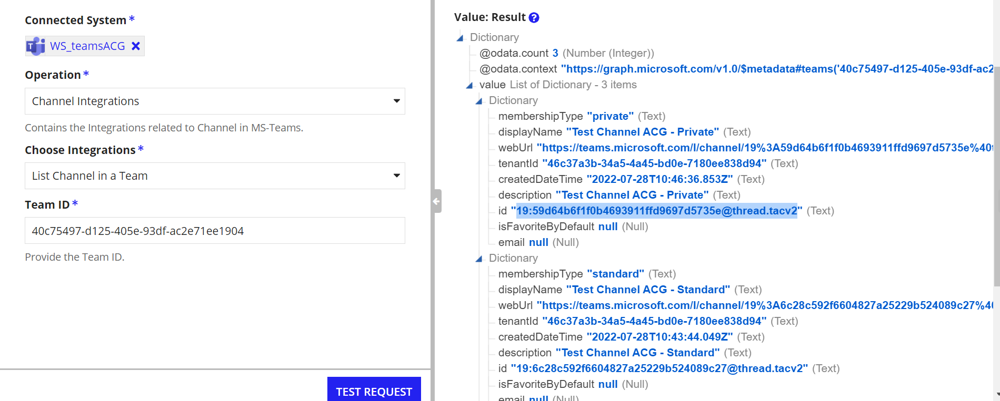 Connected System *
WS_teamsACG
Operation *
Channel Integrations
Contains the Integrations related to Channel in MS-Teams.
Choose Integrations *
List Channel in a Team
Team ID *
40c75497-d125-405e-93df-ac2e71ee1904
Provide the Team ID.
TEST REQUEST
Value: Result ?
Dictionary
@odata.count 3 (Number (Integer))
@odata.context "https://graph.microsoft.com/v1.0/$metadata#teams('40c75497-d125-405e-93df-ac2
value List of Dictionary - 3 items
Dictionary
membershipType "private" (Text)
displayName "Test Channel ACG - Private" (Text)
webUrl "https://teams.microsoft.com/l/channel/19%3A59d64b6f1f0b4693911ffd9697d5735e%40
tenantId "46c37a3b-34a5-4a45-bd0e-7180ee838d94" (Text)
createdDateTime "2022-07-28T10:46:36.853Z" (Text)
description "Test Channel ACG - Private" (Text)
id "19:59d64b6f1f0b4693911ffd9697d5735e@thread.tacv2" (Text)
isFavoriteByDefault null (Null)
email null (Null)
Dictionary
membershipType "standard" (Text)
displayName "Test Channel ACG - Standard" (Text)
webUrl "https://teams.microsoft.com/l/channel/19%3A6c28c592f6604827a25229b524089c27%4
tenantId "46c37a3b-34a5-4a45-bd0e-7180ee838d94" (Text)
createdDateTime "2022-07-28T10:43:44.049Z" (Text)
description "Test Channel ACG - Standard" (Text)
id "19:6c28c592f6604827a25229b524089c27@thread.tacv2" (Text)
isFavoriteByDefault null (Null)
email null (Null)